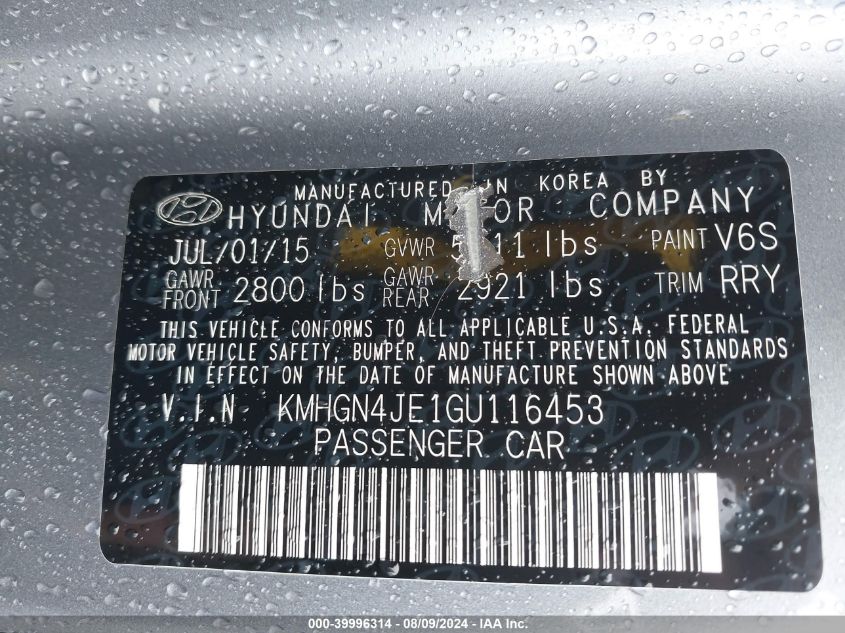 MANUFACTURED IN KOREA BY
HYUNDAI COMPANY
JUL/01/15 GVWR lbs PAINT V6S
GAWR FRONT 2800 lbs GAWR REAR 2921 lbs TRIM RRY
THIS VEHICLE CONFORMS TO ALL APPLICABLE U.S.A. FEDERAL
MOTOR VEHICLE SAFETY, BUMPER, AND THEFT PREVENTION STANDARDS
IN EFFECT ON THE DATE OF MANUFACTURE SHOWN ABOVE
V.I.N KMHGN4JE1GU116453
PASSENGER CAR
000-39996314 - 08/09/2024 - IAA Inc.